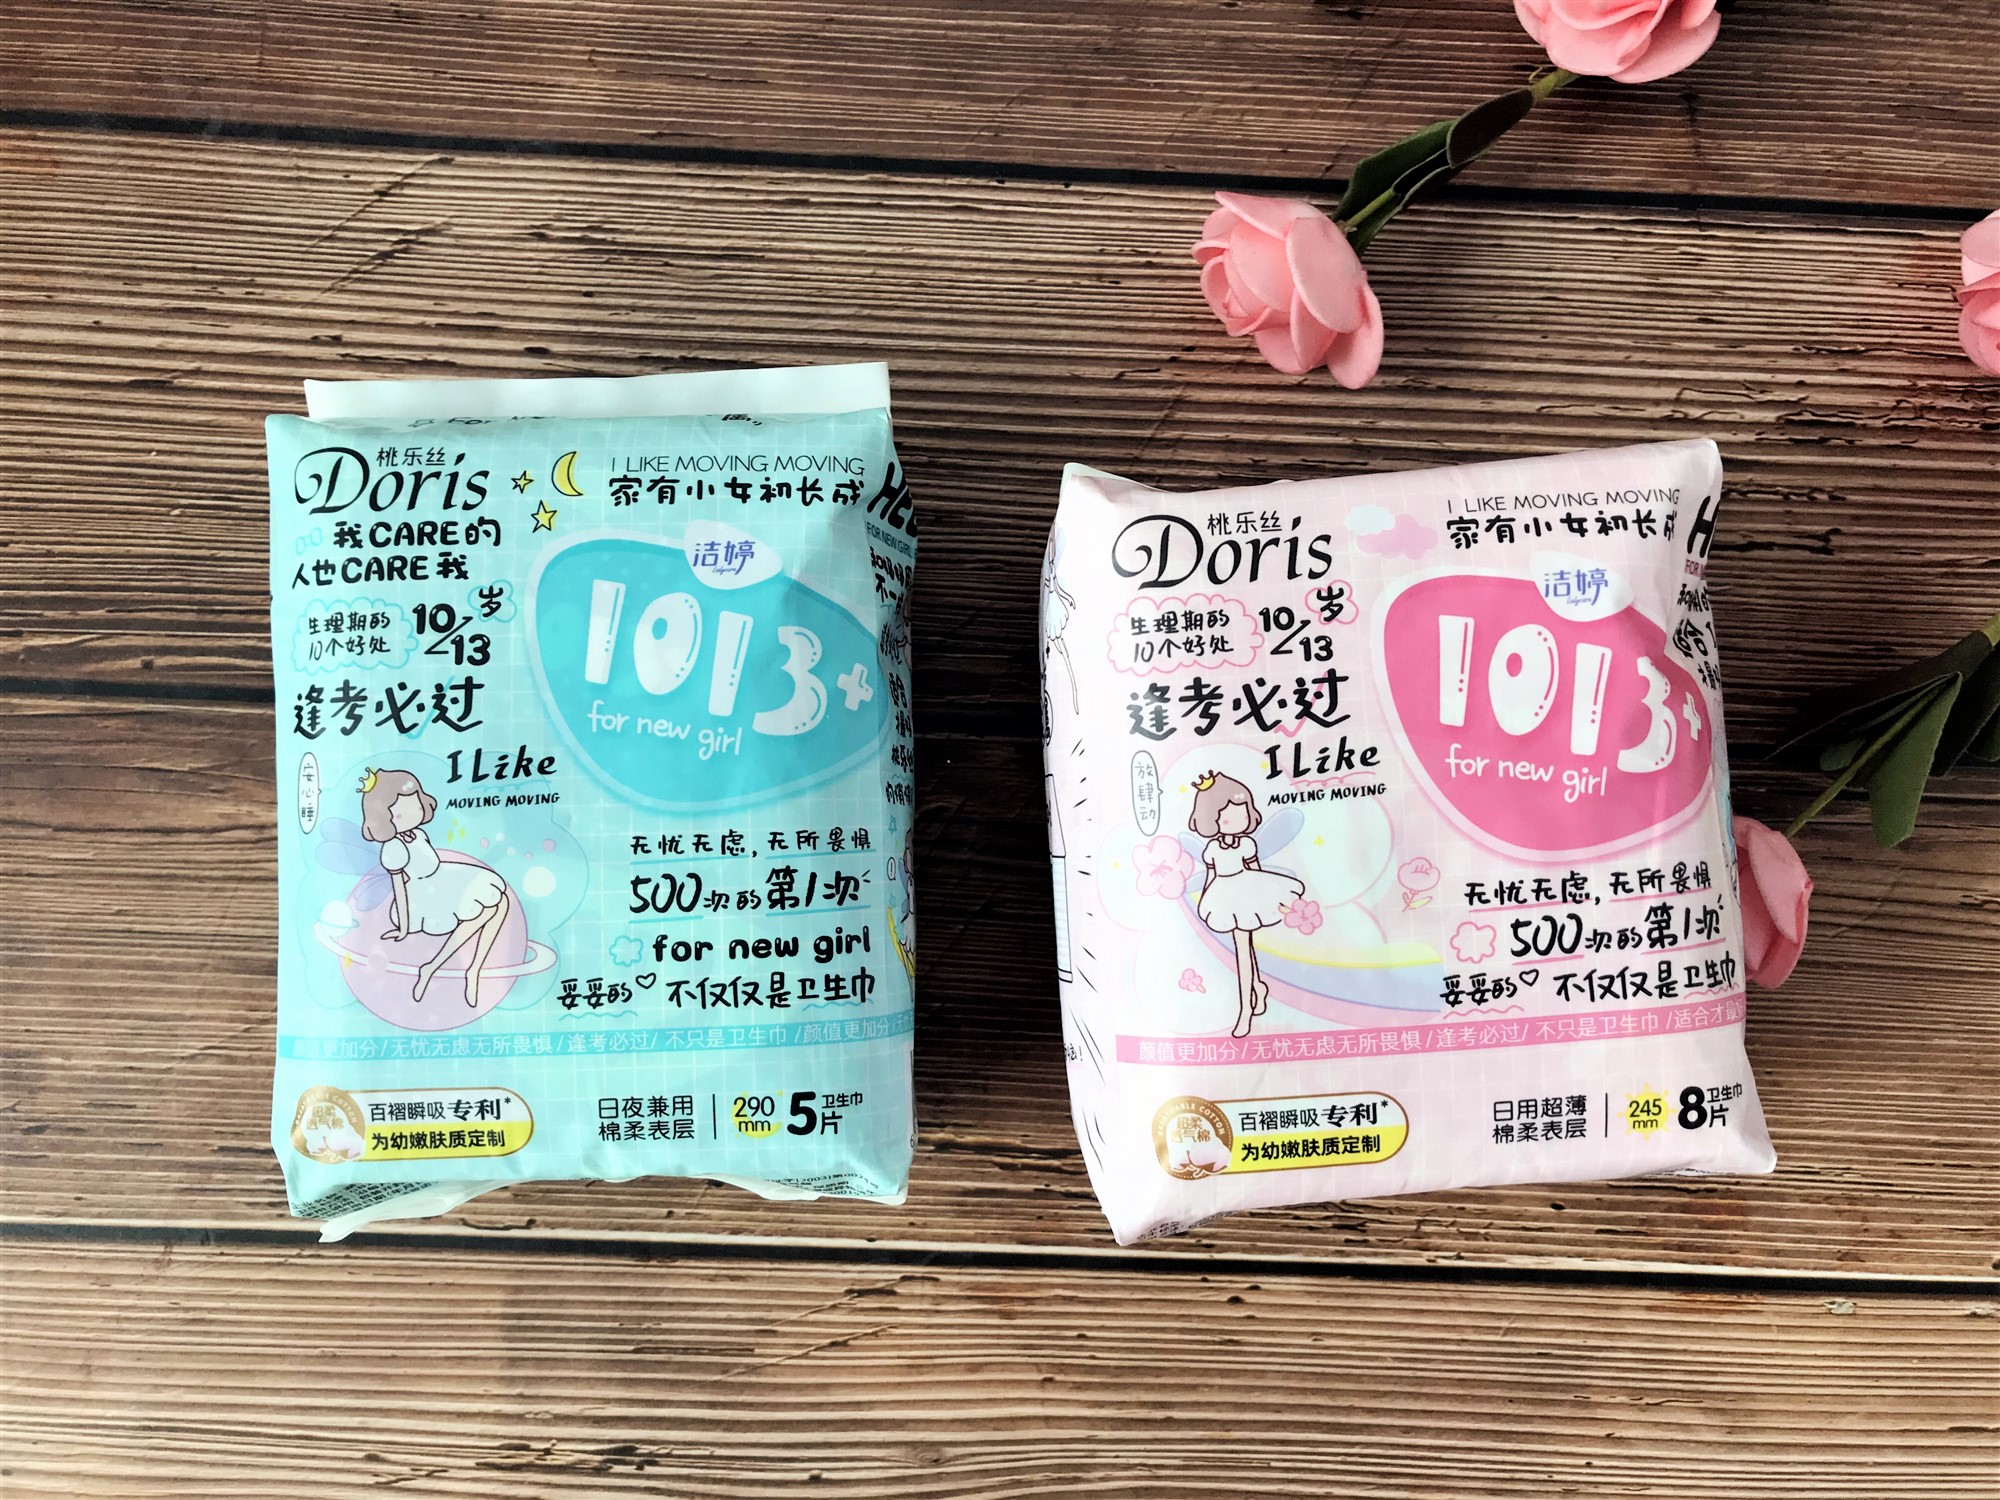 桃乐丝
Doris
I LIKE MOVING MOVING
家有小女初长成
我CARE的
人也CARE我
洁婷
Ladycare
生理期的
10个好处
10/13岁
1013+
for new girl
逢考必过
安心睡
I Like
MOVING MOVING
无忧无虑,无所畏惧
500次的第1次
for new girl
妥妥的♡不仅仅是卫生巾
颜值更加分/无忧无虑无所畏惧/逢考必过/不只是卫生巾/颜值更加分
百褶瞬吸专利*
为幼嫩肤质定制
日夜兼用
棉柔表层
290
mm
5片
卫生巾
FOR NEW GIRL
桃乐丝
Doris
I LIKE MOVING MOVING
家有小女初长成
洁婷
Ladycare
生理期的
10个好处
10/13岁
1013+
for new girl
逢考必过
放肆动
I Like
MOVING MOVING
无忧无虑,无所畏惧
500次的第1次
妥妥的♡不仅仅是卫生巾
颜值更加分/无忧无虑无所畏惧/逢考必过/不只是卫生巾/适合才最
百褶瞬吸专利*
为幼嫩肤质定制
日用超薄
棉柔表层
245
mm
8片
卫生巾